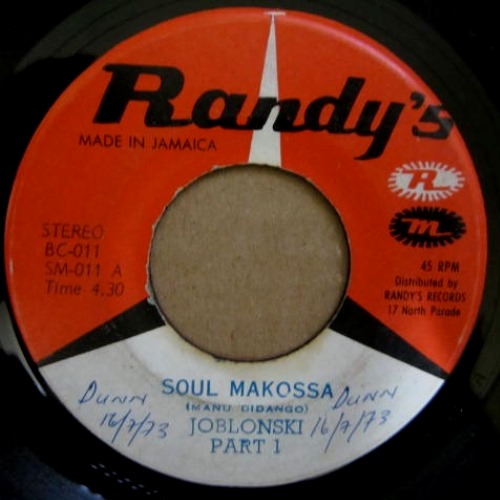 Randy's
MADE IN JAMAICA
R
M
STEREO
BC-011
SM-011 A
Time 4.30
45 RPM
Distributed by
RANDY'S RECORDS
17 North Parade
SOUL MAKOSSA
(MANU DIDANGO)
JOBLONSKI
PART 1
Dunn
16/7/73
Dunn
16/7/73